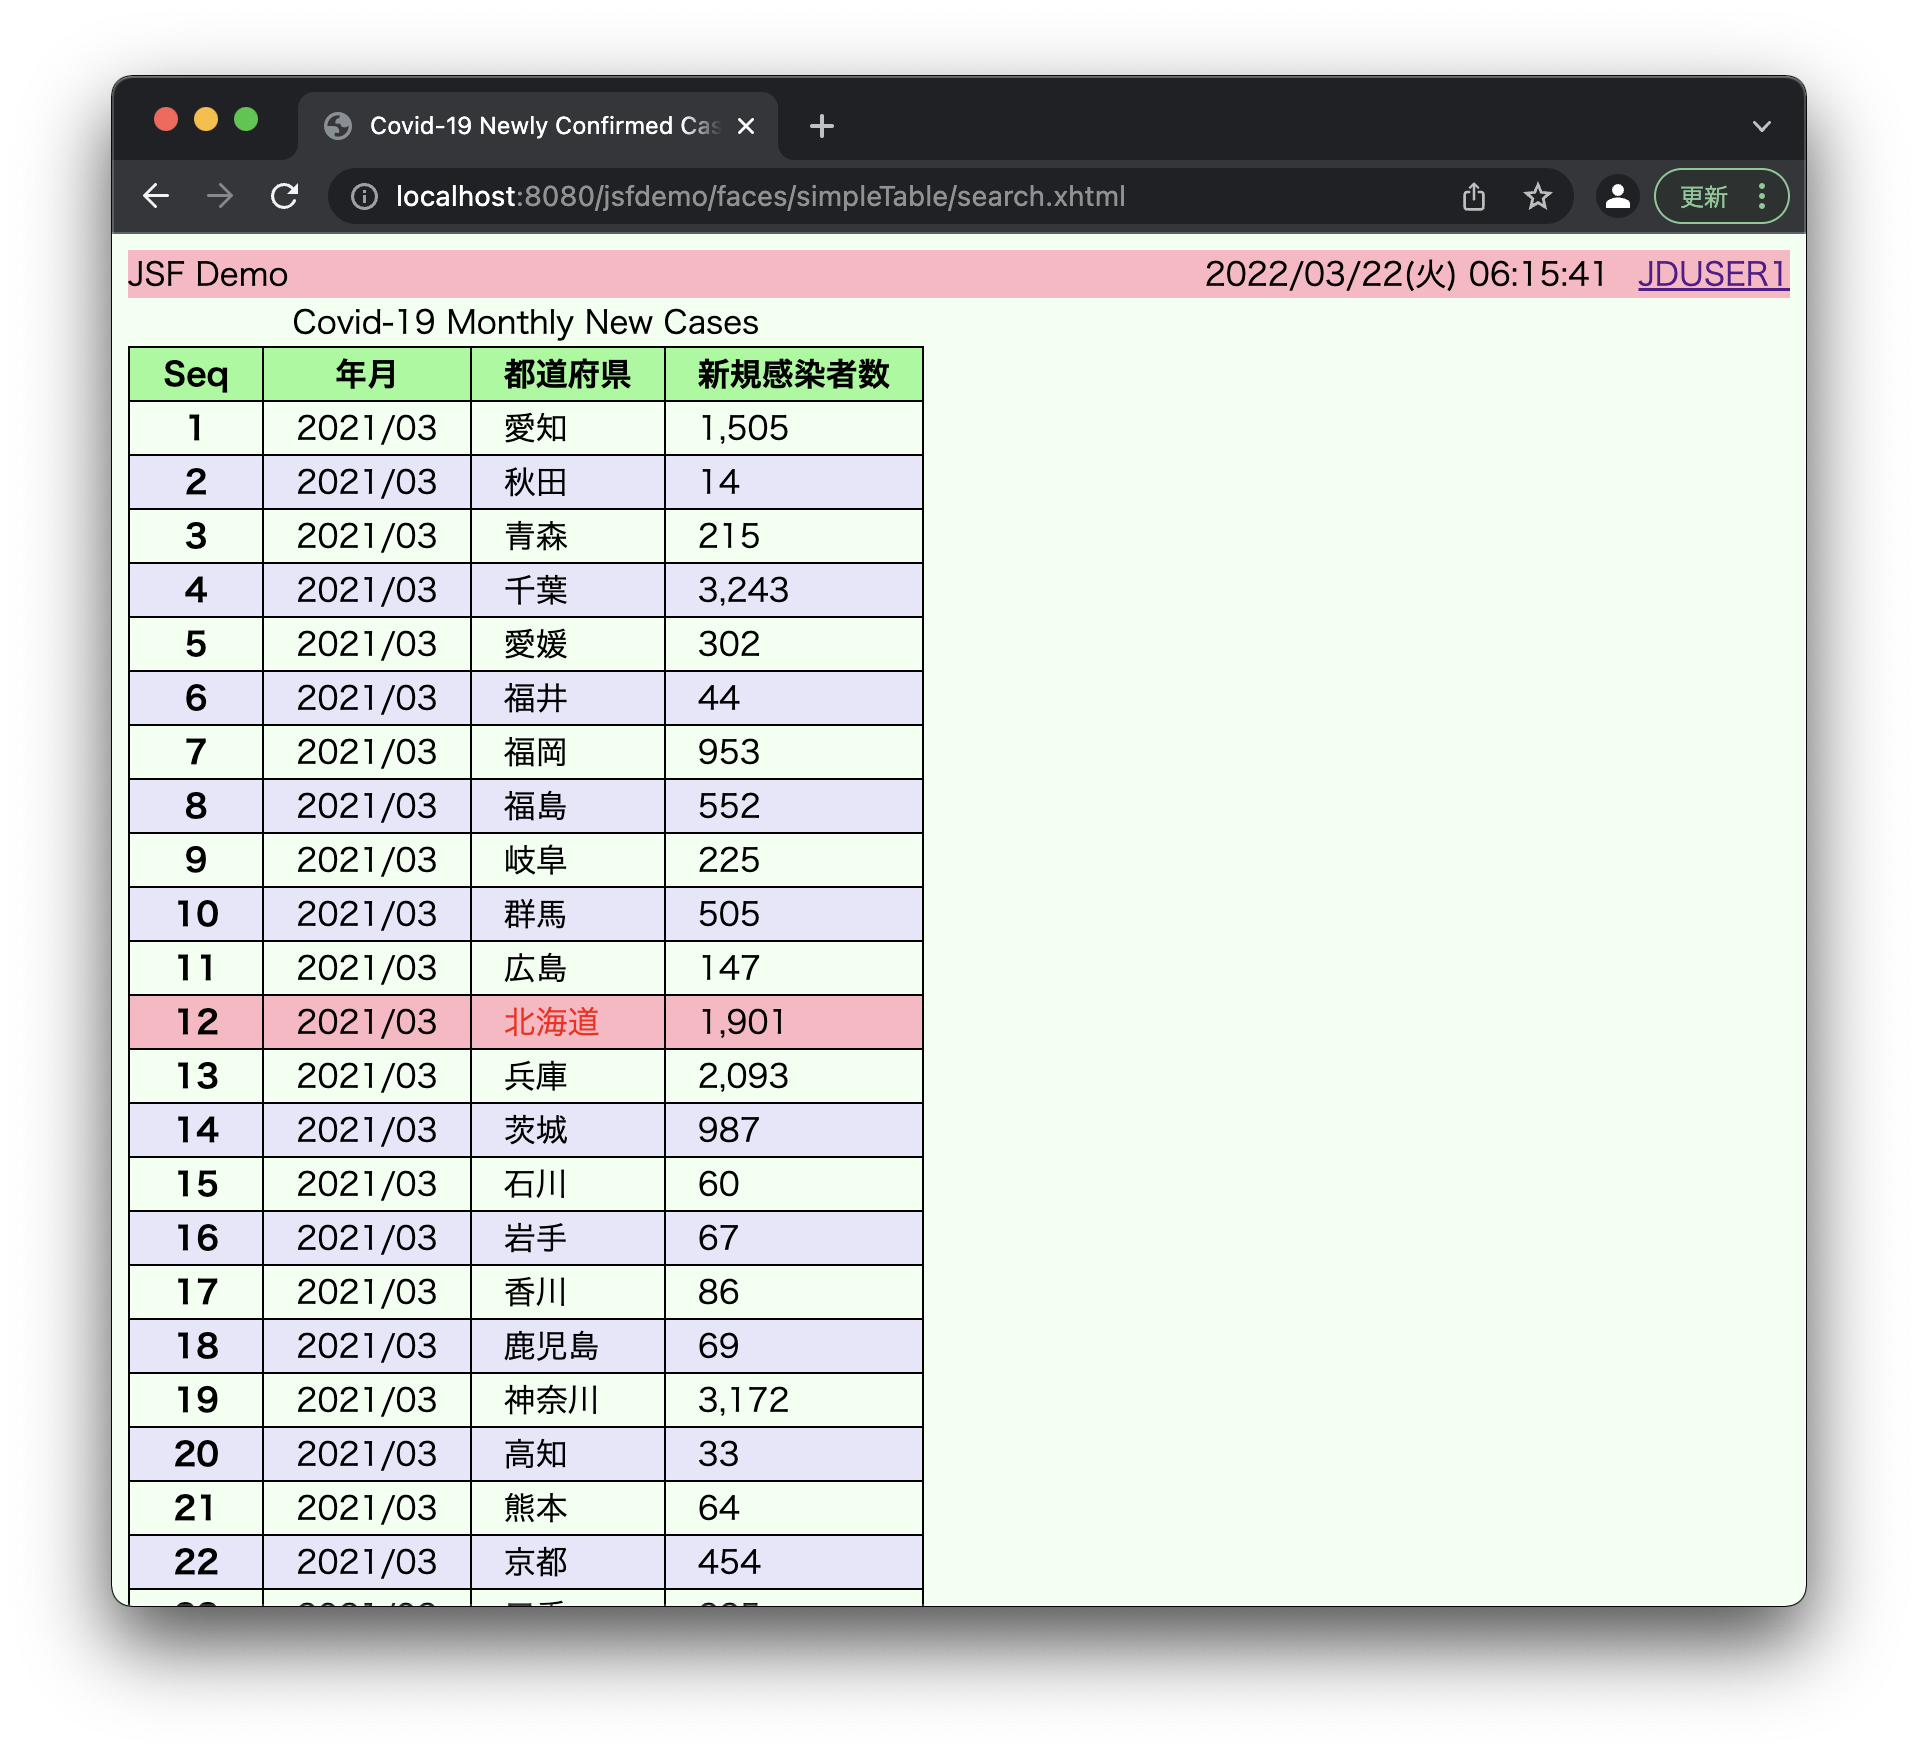 Covid-19 Newly Confirmed Cas
localhost:8080/jsfdemo/faces/simpleTable/search.xhtml
更新
JSF Demo 2022/03/22(火) 06:15:41 JDUSER1
Covid-19 Monthly New Cases
Seq 年月 都道府県 新規感染者数
1 2021/03 愛知 1,505
2 2021/03 秋田 14
3 2021/03 青森 215
4 2021/03 千葉 3,243
5 2021/03 愛媛 302
6 2021/03 福井 44
7 2021/03 福岡 953
8 2021/03 福島 552
9 2021/03 岐阜 225
10 2021/03 群馬 505
11 2021/03 広島 147
12 2021/03 北海道 1,901
13 2021/03 兵庫 2,093
14 2021/03 茨城 987
15 2021/03 石川 60
16 2021/03 岩手 67
17 2021/03 香川 86
18 2021/03 鹿児島 69
19 2021/03 神奈川 3,172
20 2021/03 高知 33
21 2021/03 熊本 64
22 2021/03 京都 454